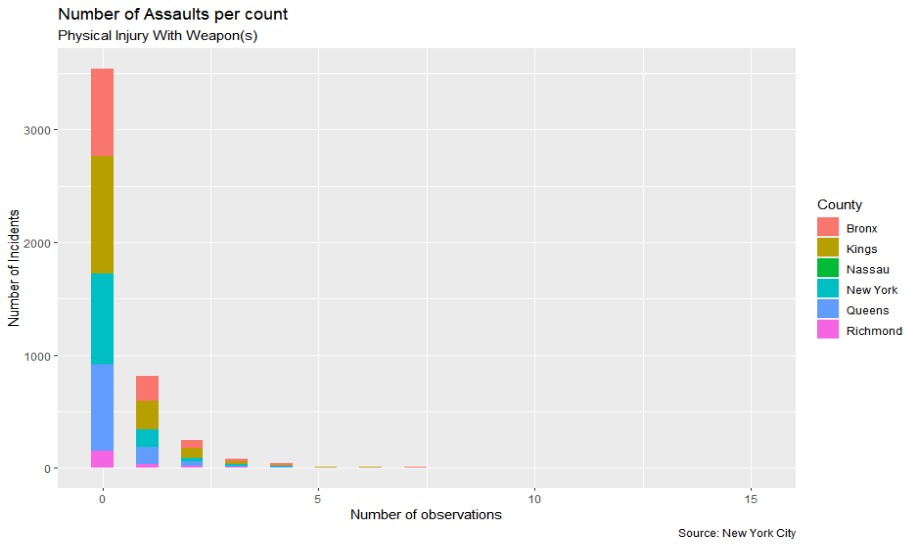 Number of Assaults per count
Physical Injury With Weapon(s)
Number of Incidents
3000
2000
1000
0
0
5
10
15
Number of observations
County
Bronx
Kings
Nassau
New York
Queens
Richmond
Source: New York City